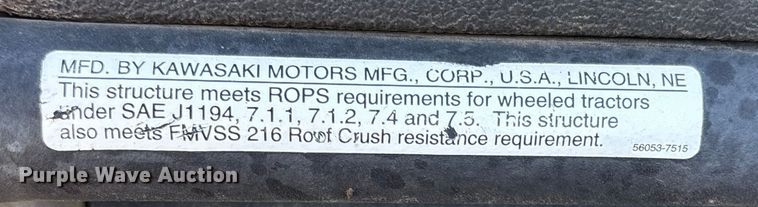 MFD. BY KAWASAKI MOTORS MFG., CORP., U.S.A., LINCOLN, NE
This structure meets ROPS requirements for wheeled tractors
under SAE J1194, 7.1.1, 7.1.2, 7.4 and 7.5. This structure
also meets FMVSS 216 Roof Crush resistance requirement.
56053-7515
Purple Wave Auction